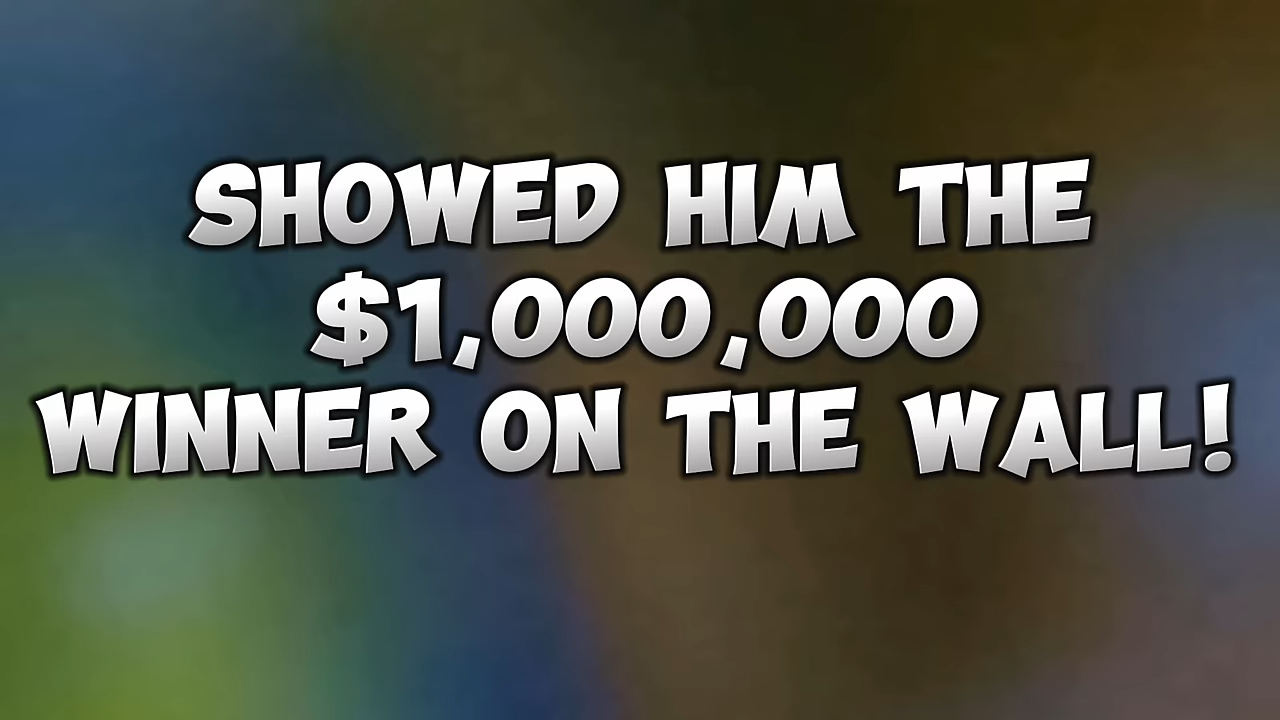 SHOWED HIM THE
$1,000,000
WINNER ON THE WALL!